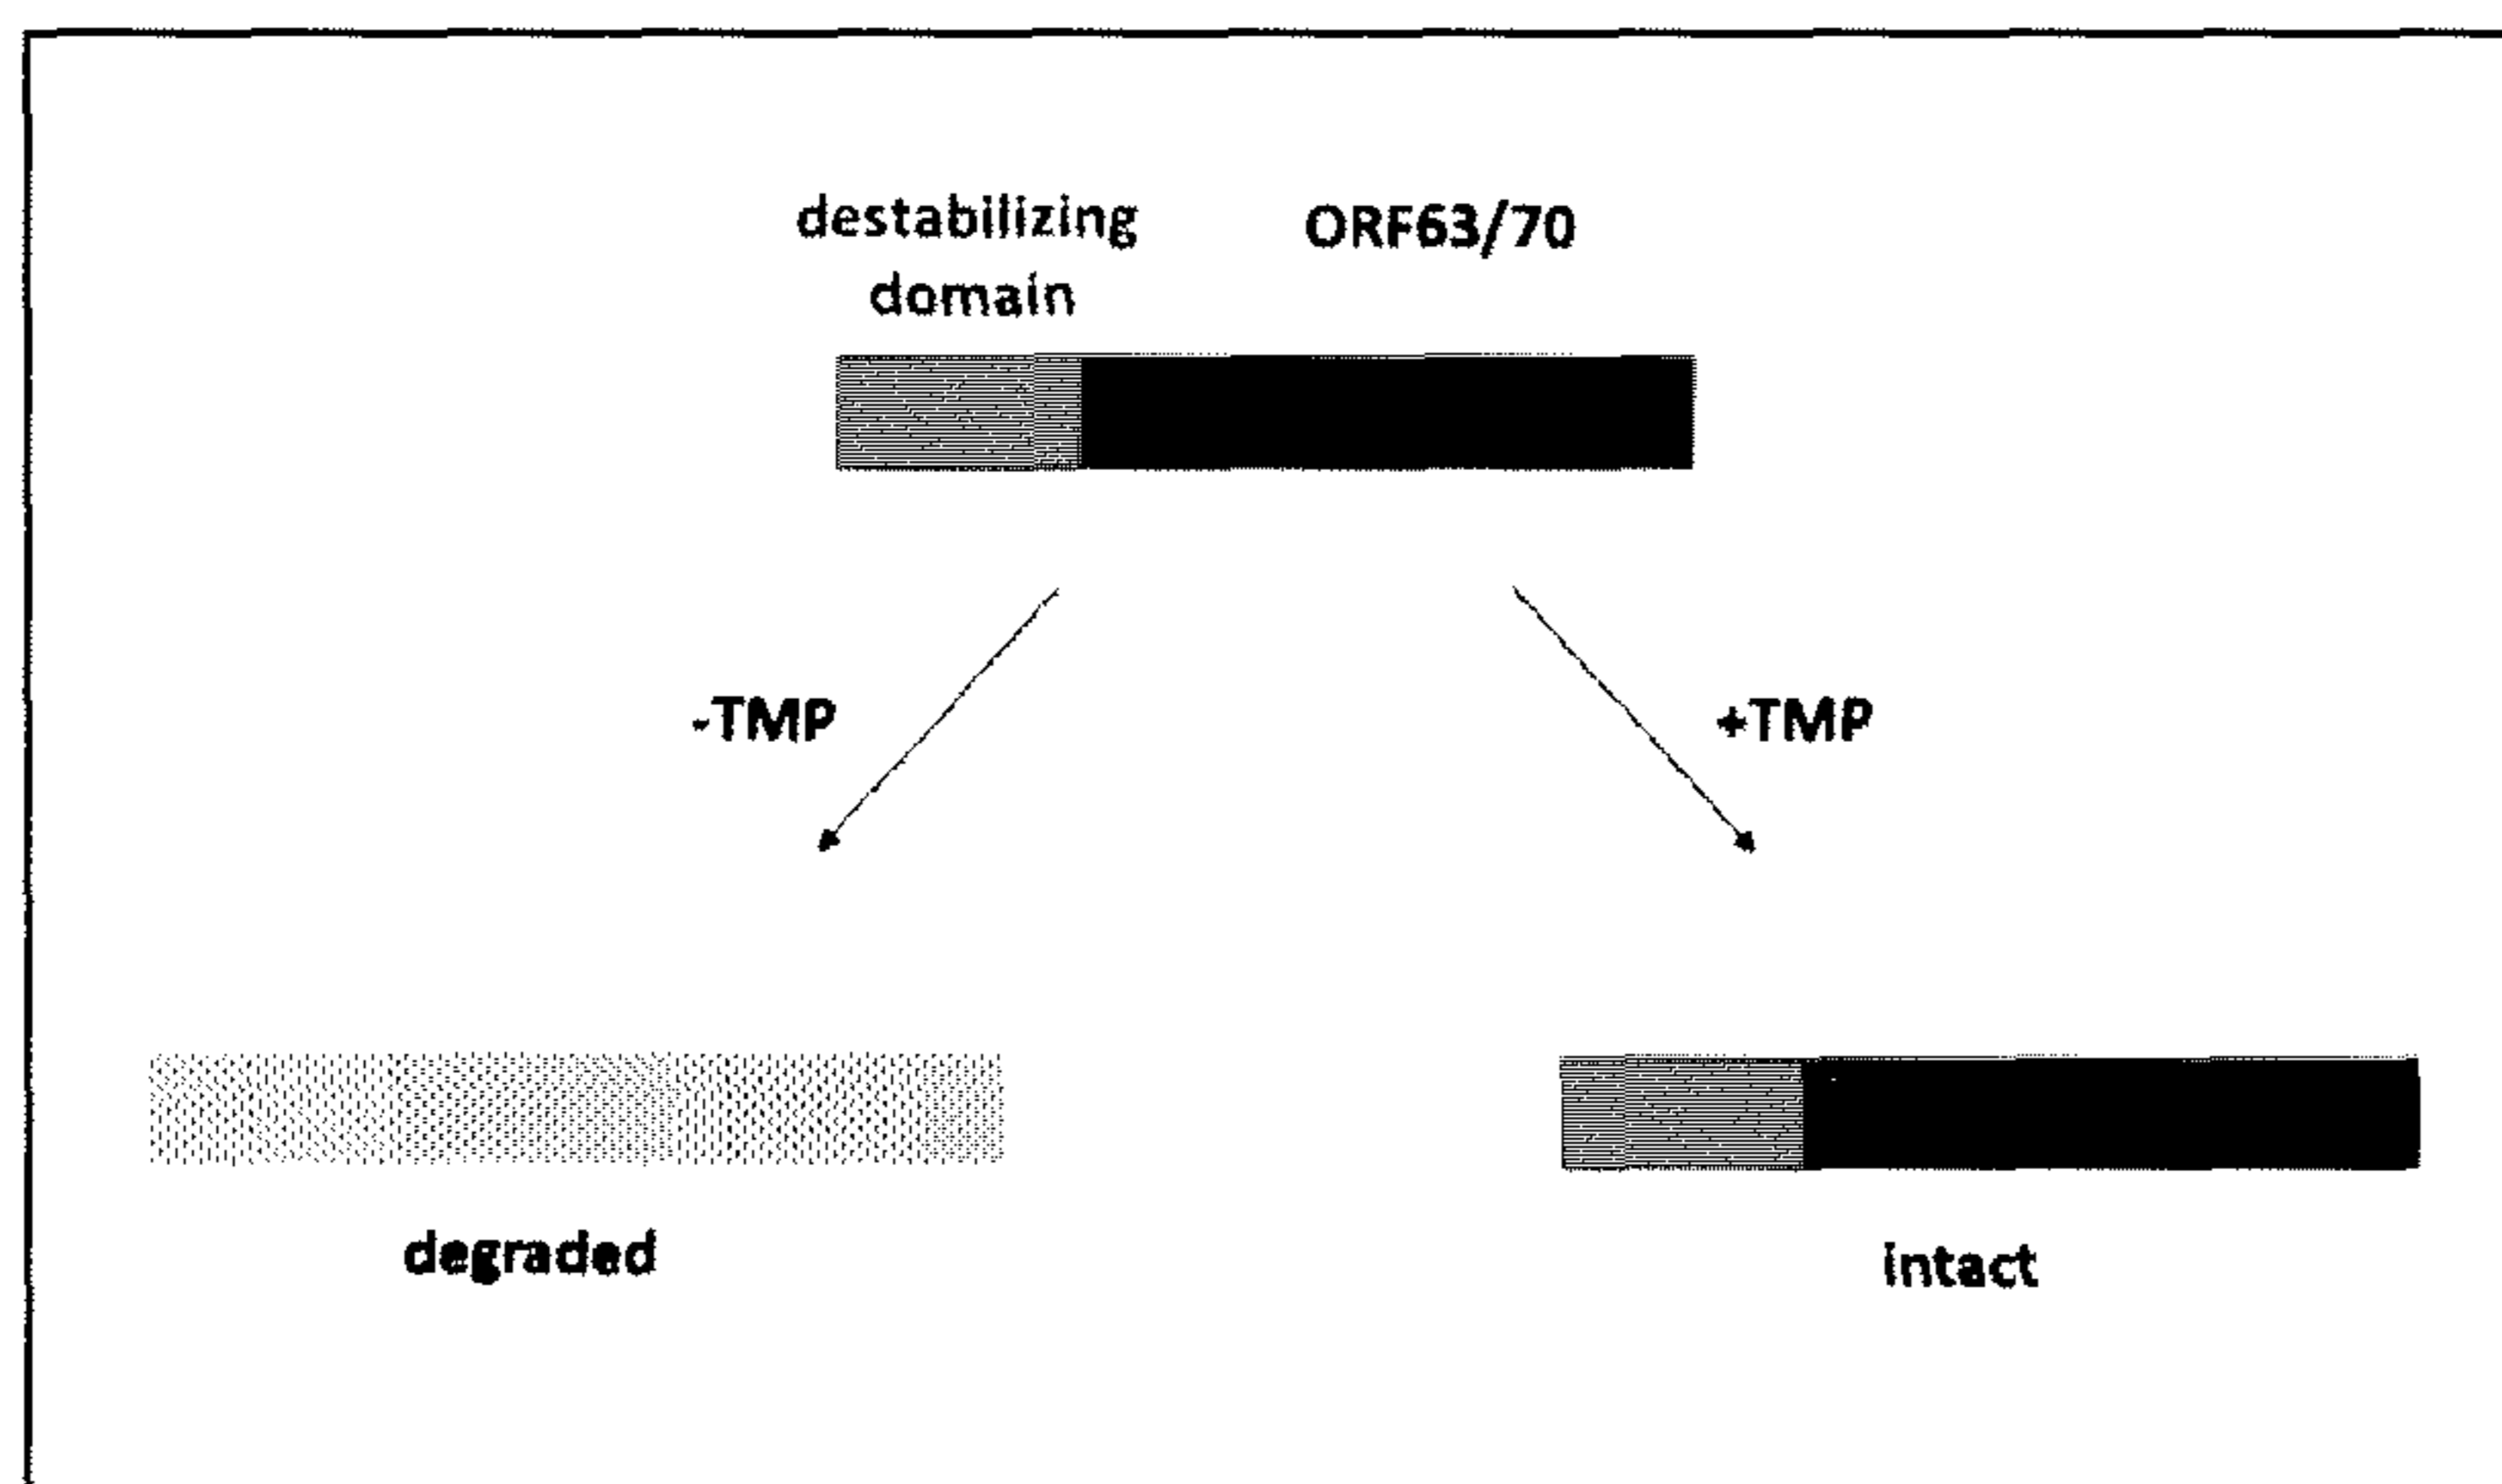 destabilizing
domain
ORF63/70
-TMP
+TMP
degraded
intact